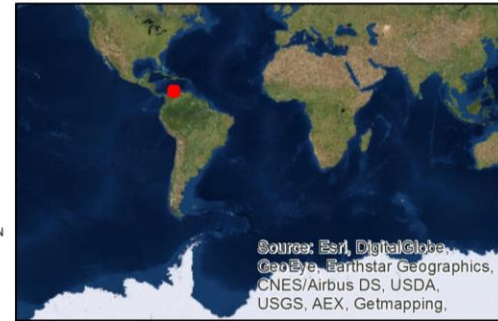 N
Source: Esri, DigitalGlobe,
GeoEye, Earthstar Geographics,
CNES/Airbus DS, USDA,
USGS, AEX, Getmapping,